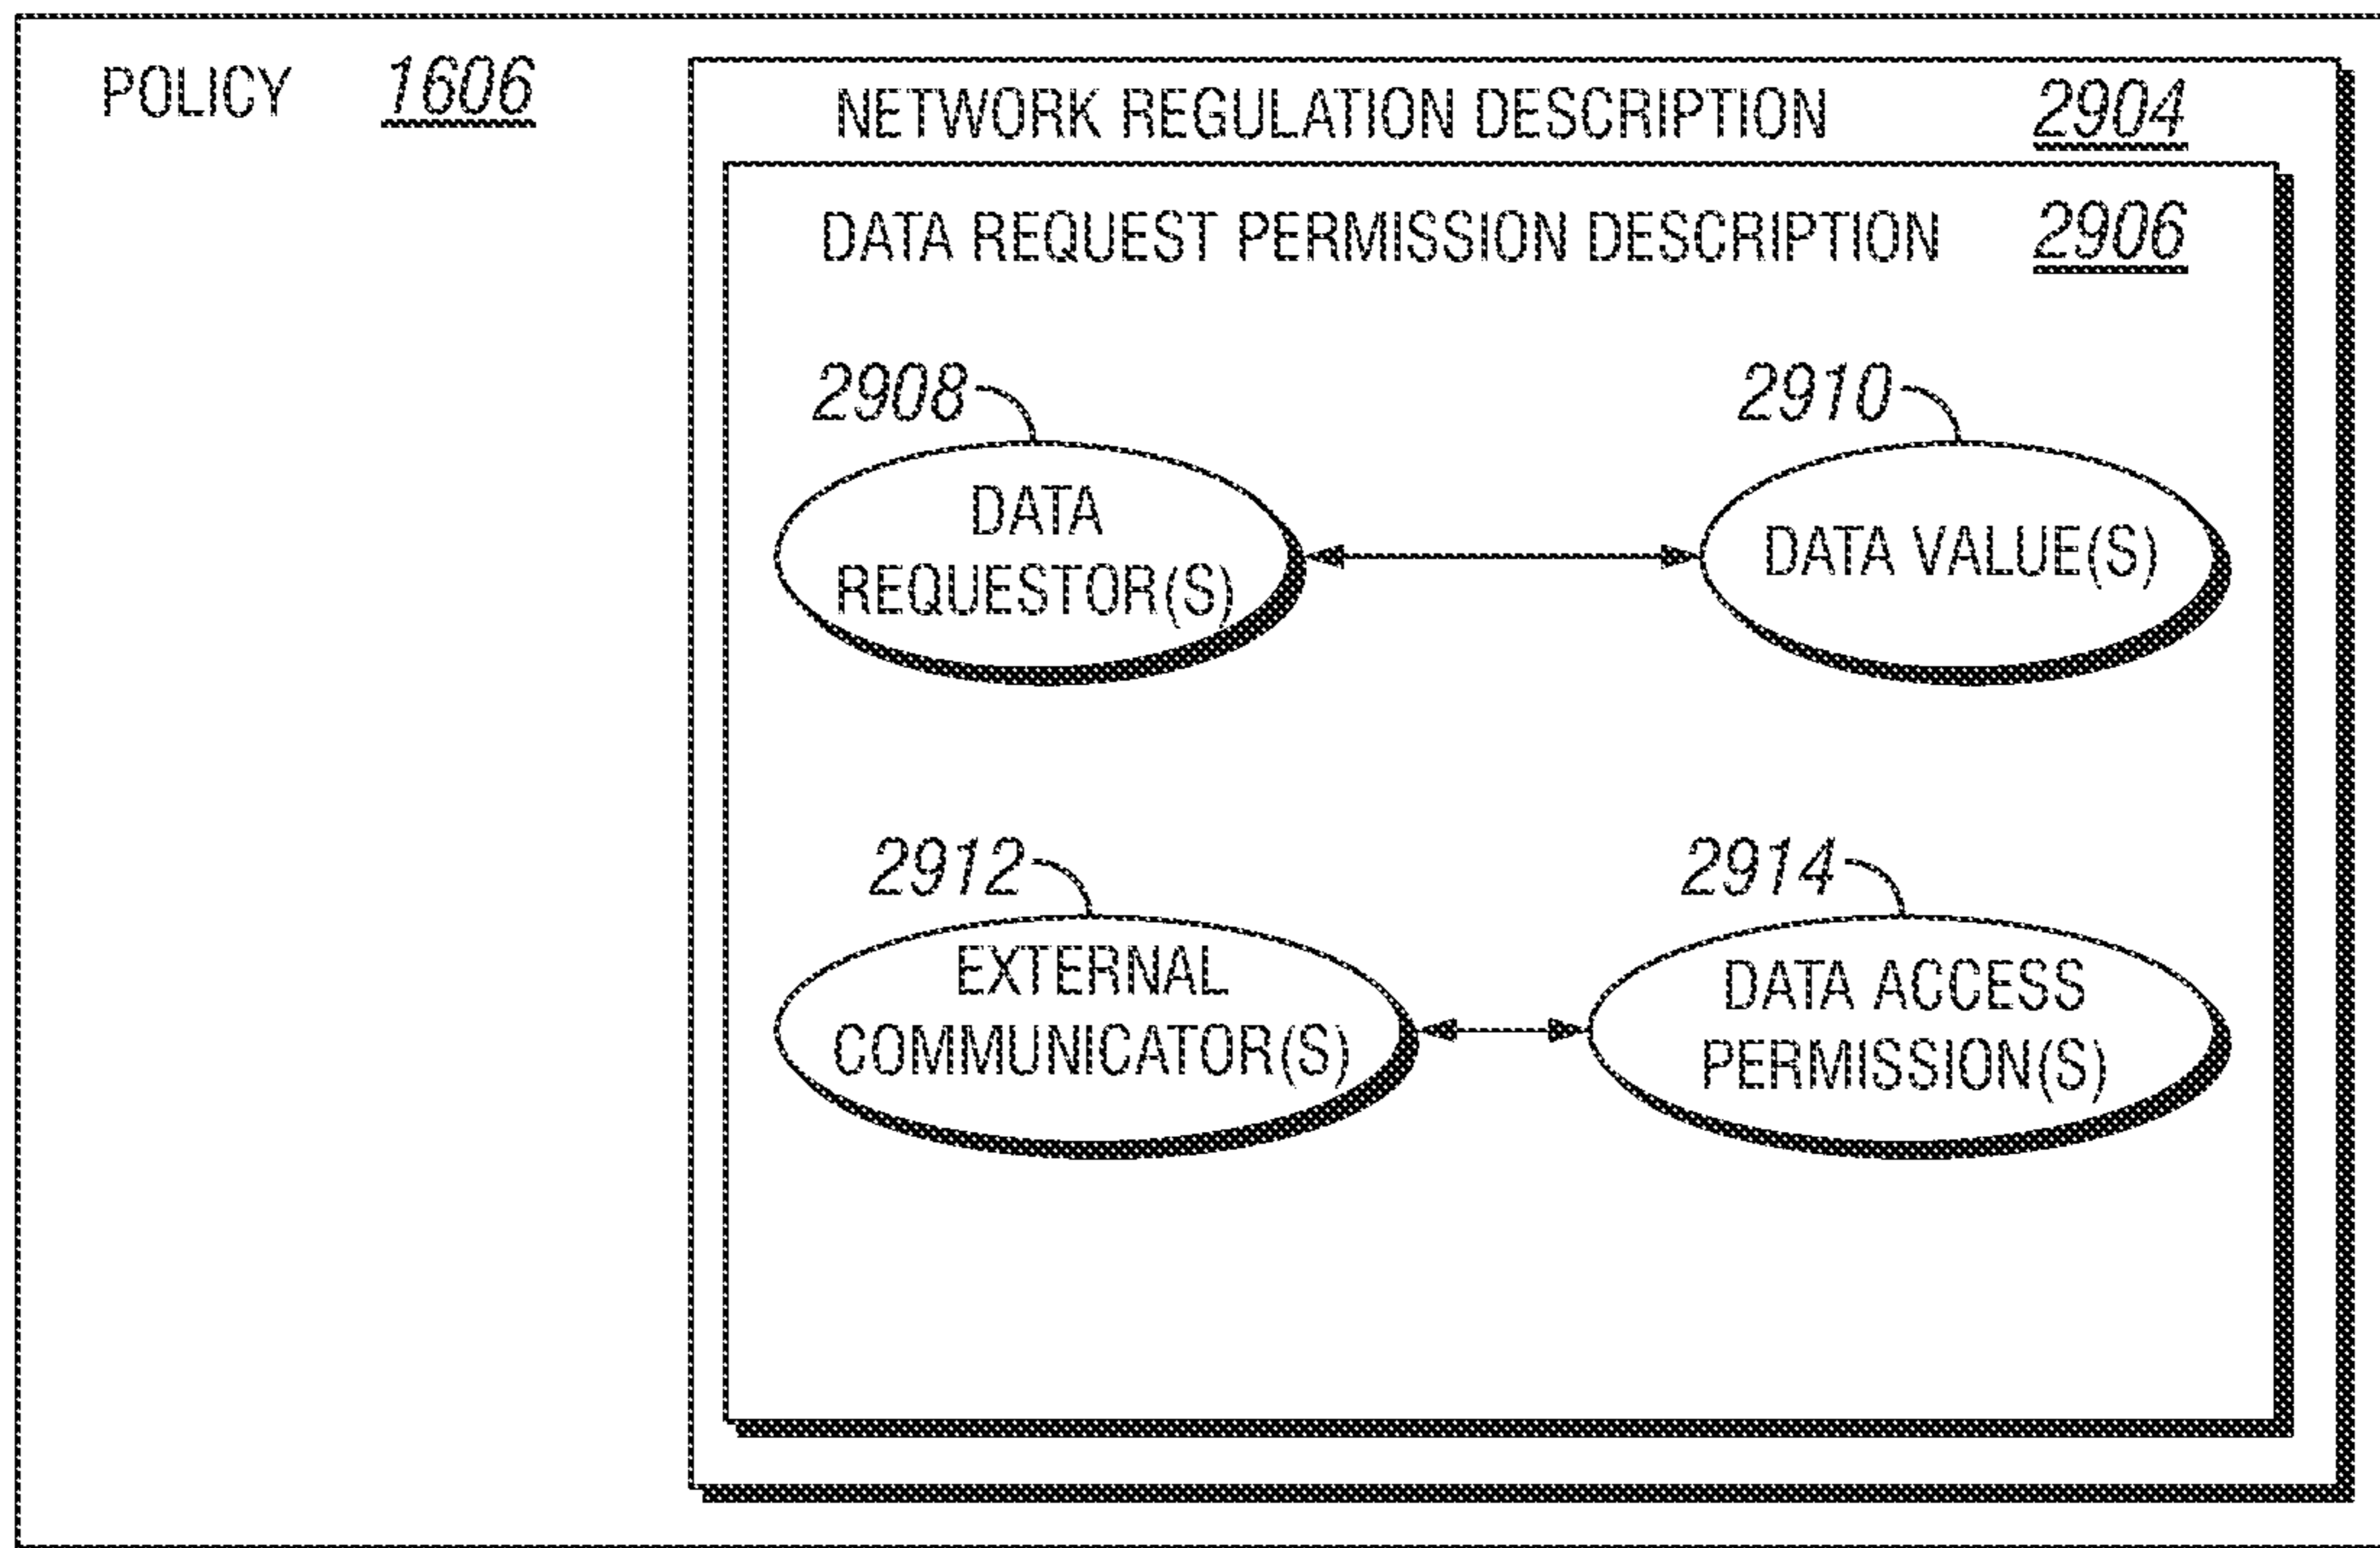 POLICY 1606
NETWORK REGULATION DESCRIPTION 2904
DATA REQUEST PERMISSION DESCRIPTION 2906
2908
2910
DATA
REQUESTOR(S)
DATA VALUE(S)
2912
2914
EXTERNAL
COMMUNICATOR(S)
DATA ACCESS
PERMISSION(S)